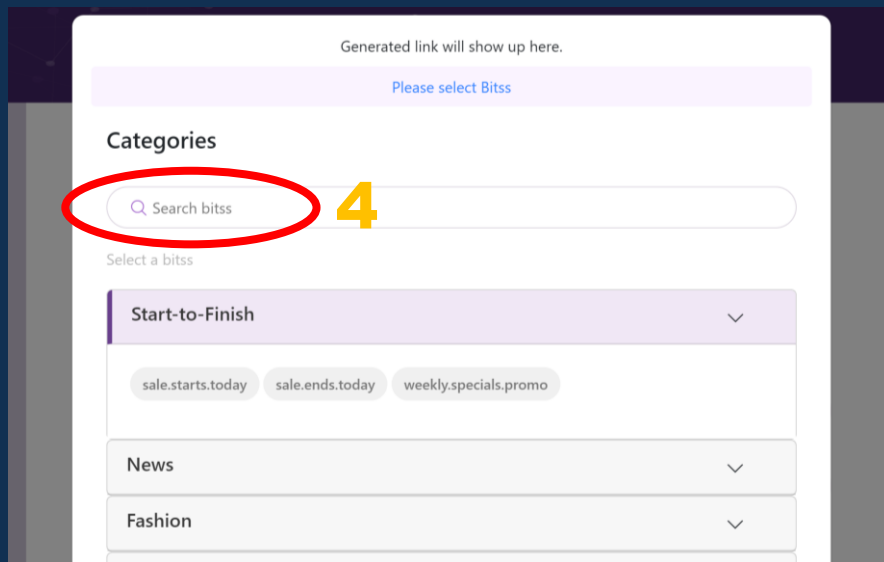 Generated link will show up here.
Please select Bitss
Categories
Search bitss 4
Select a bitss
Start-to-Finish
sale.starts.today sale.ends.today weekly.specials.promo
News
Fashion